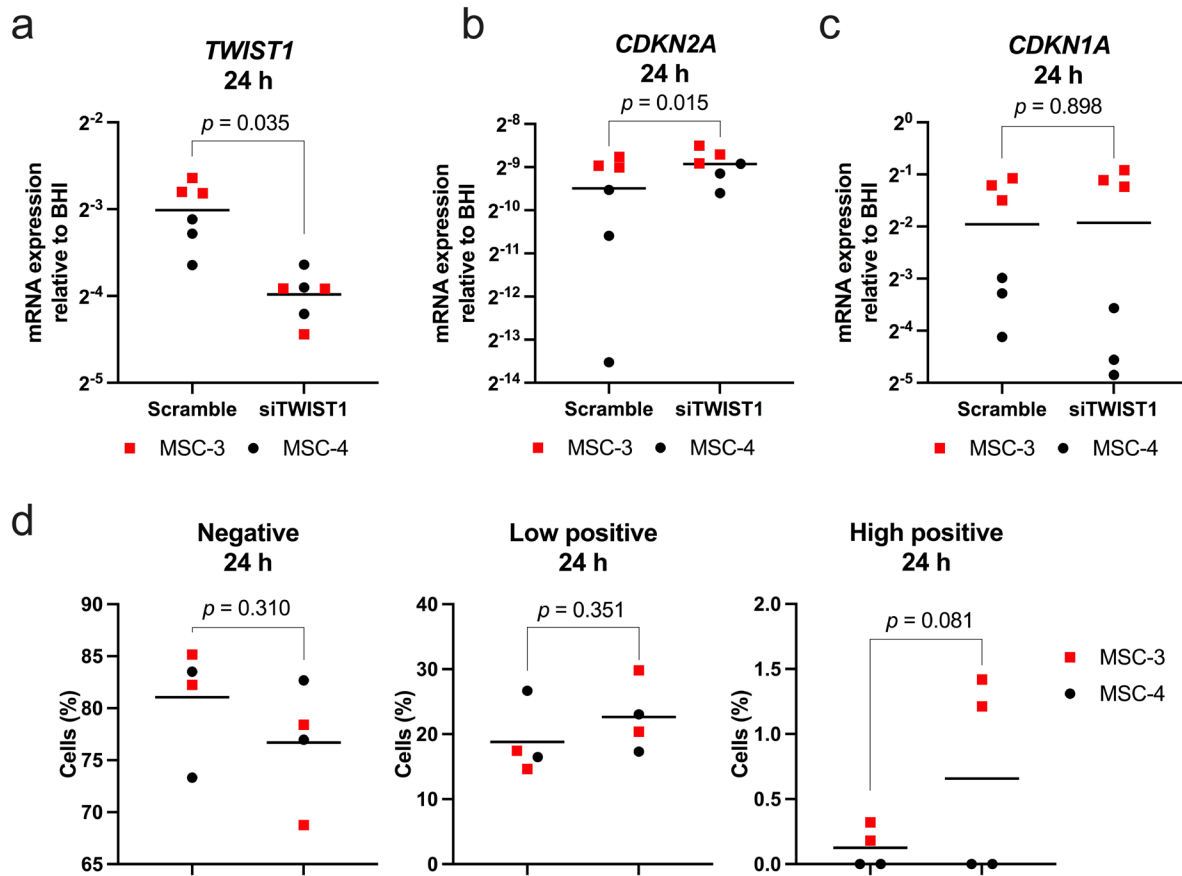 a
TWIST1
24 h
p = 0.035
mRNA expression
relative to BHI
2-2
2-3
2-4
2-5
Scramble siTWIST1
MSC-3 MSC-4
b
CDKN2A
24 h
p = 0.015
mRNA expression
relative to BHI
2-8
2-9
2-10
2-11
2-12
2-13
2-14
Scramble siTWIST1
MSC-3 MSC-4
c
CDKN1A
24 h
p = 0.898
mRNA expression
relative to BHI
20
2-1
2-2
2-3
2-4
2-5
Scramble siTWIST1
MSC-3 MSC-4
d
Negative
24 h
p = 0.310
Cells (%)
90
85
80
75
70
65
Low positive
24 h
p = 0.351
Cells (%)
40
30
20
10
0
High positive
24 h
p = 0.081
Cells (%)
2.0
1.5
1.0
0.5
0.0
MSC-3
MSC-4